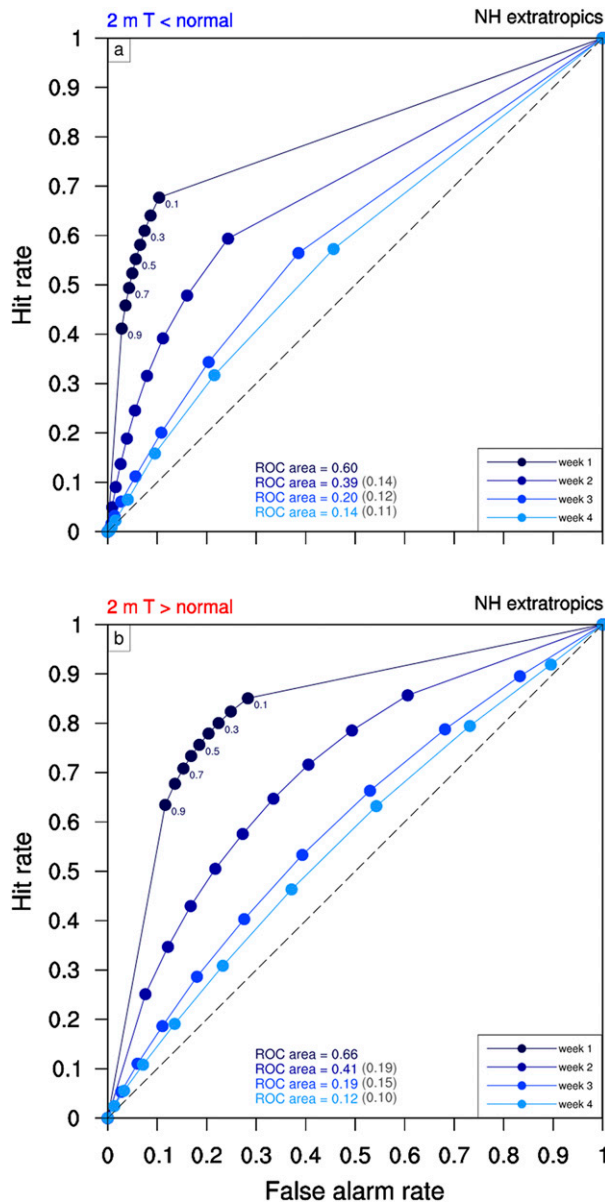 2 m T < normal NH extratropics
a
1
0.9
0.8
0.7
0.6
0.5
0.4
0.3
0.2
0.1
0
Hit rate
0.1
0.3
0.5
0.7
0.9
ROC area = 0.60
ROC area = 0.39 (0.14)
ROC area = 0.20 (0.12)
ROC area = 0.14 (0.11)
week 1
week 2
week 3
week 4
2 m T > normal NH extratropics
b
1
0.9
0.8
0.7
0.6
0.5
0.4
0.3
0.2
0.1
0
Hit rate
0.1
0.3
0.5
0.7
0.9
ROC area = 0.66
ROC area = 0.41 (0.19)
ROC area = 0.19 (0.15)
ROC area = 0.12 (0.10)
week 1
week 2
week 3
week 4
0 0.1 0.2 0.3 0.4 0.5 0.6 0.7 0.8 0.9 1
False alarm rate